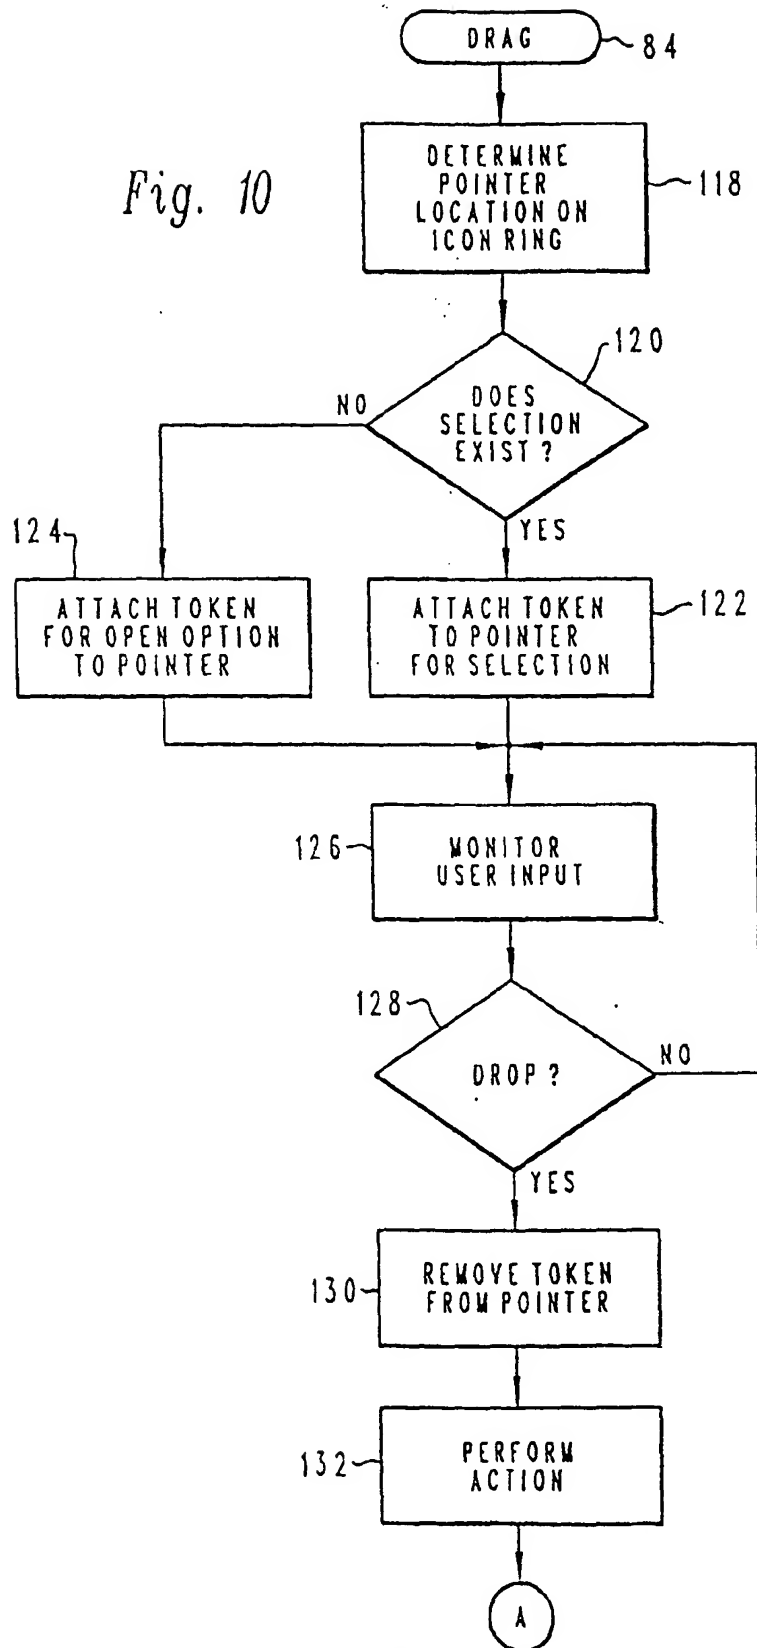 DRAG
84
Fig. 10
DETERMINE
POINTER
LOCATION ON
ICON RING
118
120
DOES
SELECTION
EXIST ?
NO
YES
124
ATTACH TOKEN
FOR OPEN OPTION
TO POINTER
ATTACH TOKEN
TO POINTER
FOR SELECTION
122
126
MONITOR
USER INPUT
128
DROP ?
NO
YES
130
REMOVE TOKEN
FROM POINTER
132
PERFORM
ACTION
A